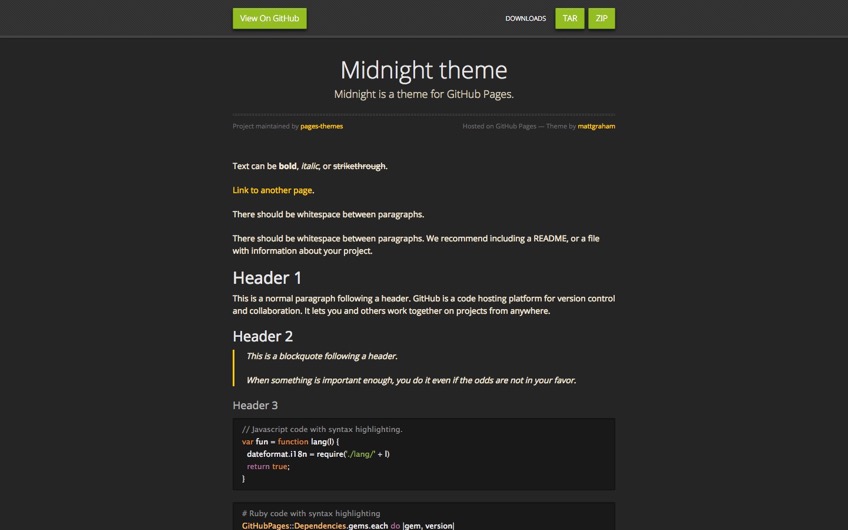 View On GitHub
DOWNLOADS TAR ZIP
Midnight theme
Midnight is a theme for GitHub Pages.
Project maintained by pages-themes
Hosted on GitHub Pages — Theme by mattgraham
Text can be bold, italic, or strikethrough.
Link to another page.
There should be whitespace between paragraphs.
There should be whitespace between paragraphs. We recommend including a README, or a file
with information about your project.
Header 1
This is a normal paragraph following a header. GitHub is a code hosting platform for version control
and collaboration. It lets you and others work together on projects from anywhere.
Header 2
This is a blockquote following a header.
When something is important enough, you do it even if the odds are not in your favor.
Header 3
// Javascript code with syntax highlighting.
var fun = function lang(l) {
  dateformat.i18n = require('./lang/' + l)
  return true;
}
# Ruby code with syntax highlighting
GitHubPages::Dependencies.gems.each do |gem, version|